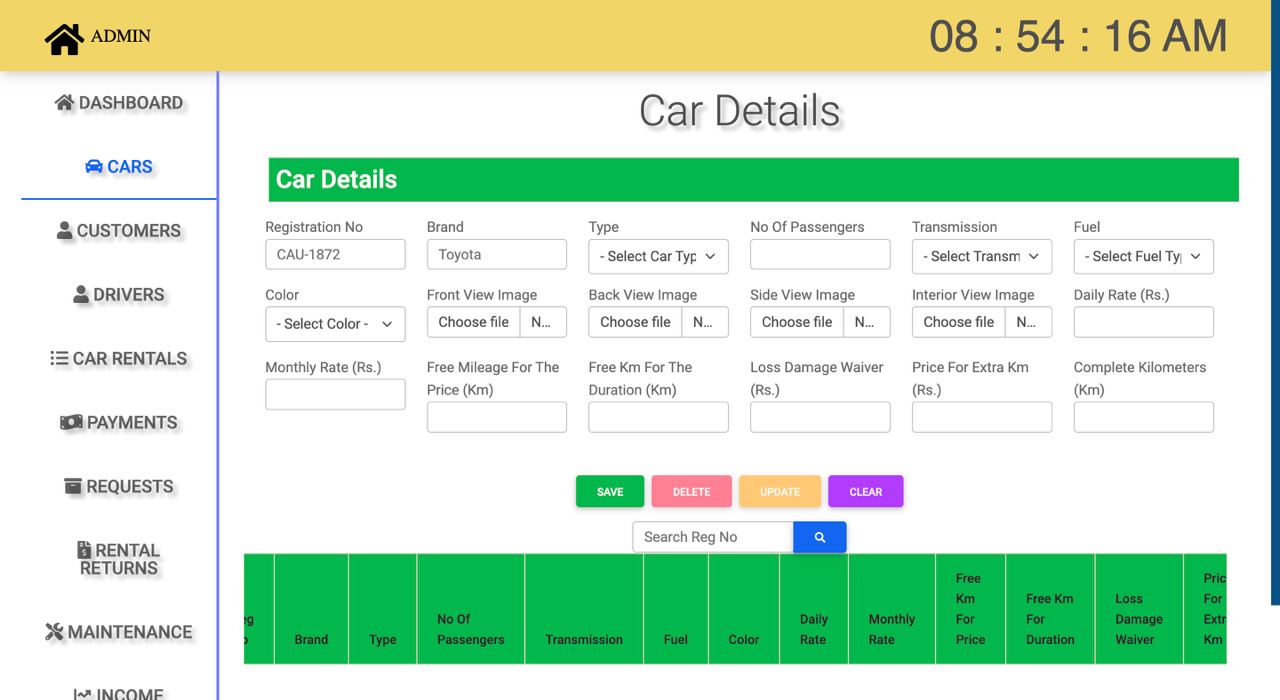 ADMIN
08 : 54 : 16 AM
DASHBOARD
CARS
CUSTOMERS
DRIVERS
CAR RENTALS
PAYMENTS
REQUESTS
RENTAL
RETURNS
MAINTENANCE
INCOME
Car Details
Car Details
Registration No Brand Type No Of Passengers Transmission Fuel
CAU-1872 Toyota - Select Car Typ - Select Transm - Select Fuel Ty
Color Front View Image Back View Image Side View Image Interior View Image Daily Rate (Rs.)
- Select Color - Choose file N... Choose file N... Choose file N... Choose file N...
Monthly Rate (Rs.) Free Mileage For The Free Km For The Loss Damage Waiver Price For Extra Km Complete Kilometers
Price (Km) Duration (Km) (Rs.) (Rs.) (Km)
SAVE DELETE UPDATE CLEAR
Search Reg No
Free Pric
Km Free Km Loss For
eg No Of Daily Monthly For For Damage Extr
Brand Type Passengers Transmission Fuel Color Rate Rate Price Duration Waiver Km